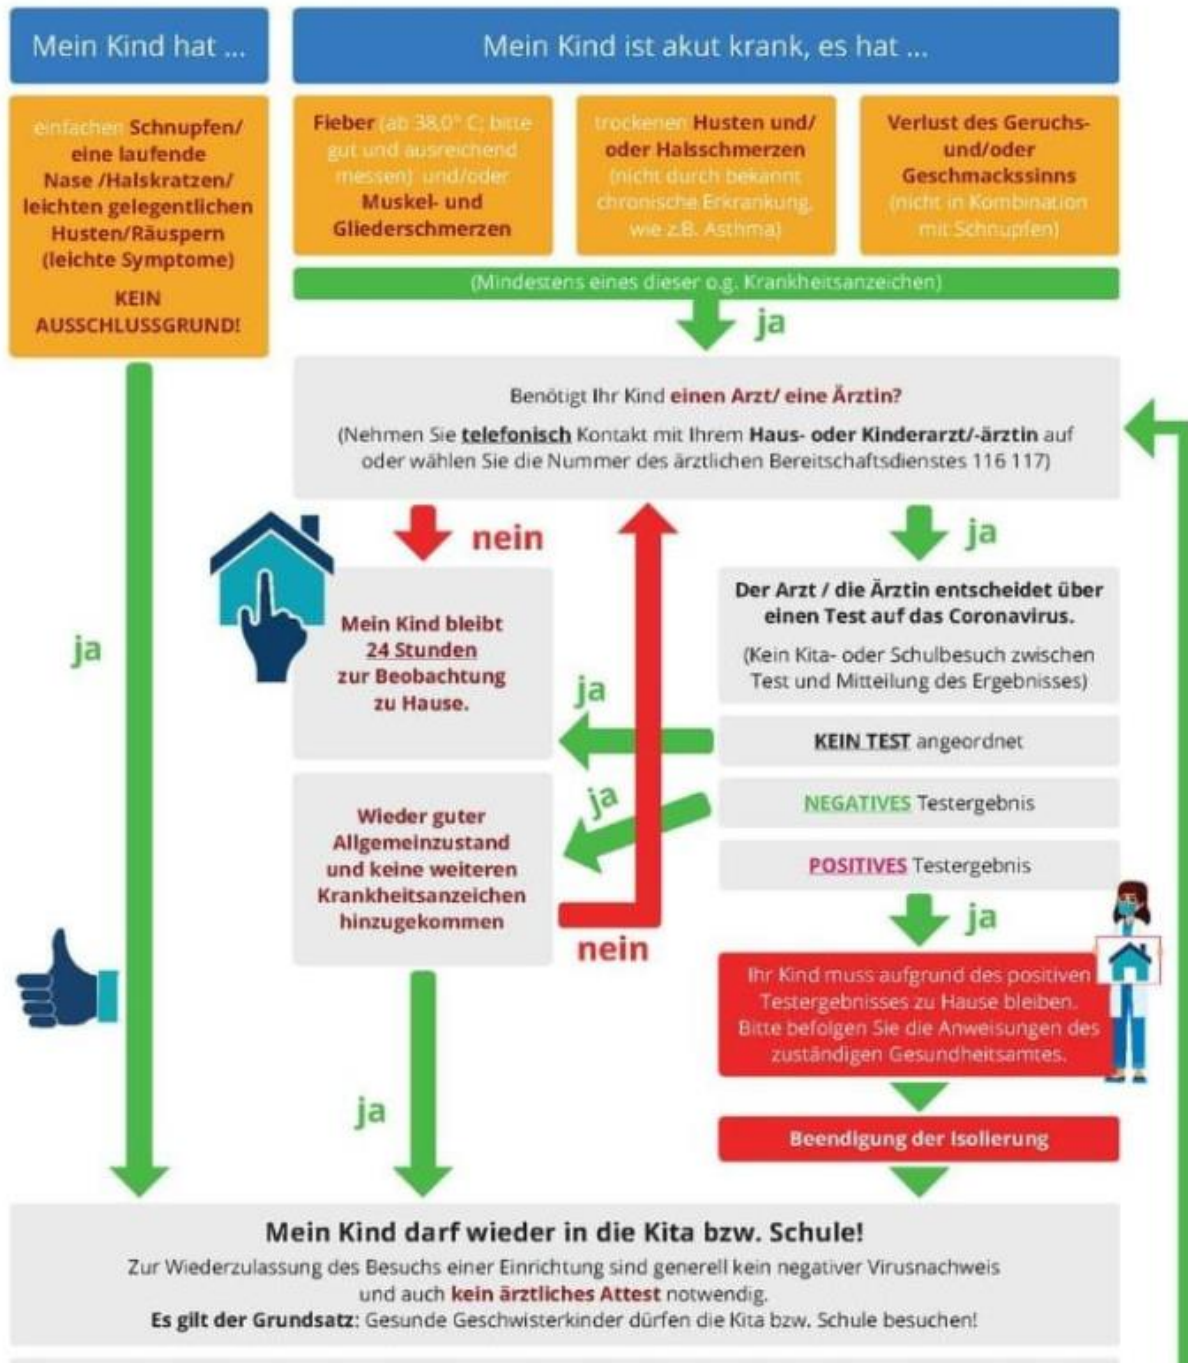 Mein Kind hat ...
Mein Kind ist akut krank, es hat ...
einfachen Schnupfen/
eine laufende
Nase /Halskratzen/
leichten gelegentlichen
Husten/Räuspern
(leichte Symptome)
KEIN
AUSSCHLUSSGRUND!
Fieber (ab 38,0° C; bitte
gut und ausreichend
messen) und/oder
Muskel- und
Gliederschmerzen
trockenen Husten und/
oder Halsschmerzen
(nicht durch bekannt
chronische Erkrankung,
wie z.B. Asthma)
Verlust des Geruchs-
und/oder
Geschmackssinns
(nicht in Kombination
mit Schnupfen)
(Mindestens eines dieser o.g. Krankheitsanzeichen)
ja
Benötigt Ihr Kind einen Arzt/ eine Ärztin?
(Nehmen Sie telefonisch Kontakt mit Ihrem Haus- oder Kinderarzt/-ärztin auf
oder wählen Sie die Nummer des ärztlichen Bereitschaftsdienstes 116 117)
nein
ja
Mein Kind bleibt
24 Stunden
zur Beobachtung
zu Hause.
Der Arzt / die Ärztin entscheidet über
einen Test auf das Coronavirus.
(Kein Kita- oder Schulbesuch zwischen
Test und Mitteilung des Ergebnisses)
ja
ja
KEIN TEST angeordnet
ja
NEGATIVES Testergebnis
POSITIVES Testergebnis
Wieder guter
Allgemeinzustand
und keine weiteren
Krankheitsanzeichen
hinzugekommen
nein
ja
Ihr Kind muss aufgrund des positiven
Testergebnisses zu Hause bleiben.
Bitte befolgen Sie die Anweisungen des
zuständigen Gesundheitsamtes.
ja
Beendigung der Isolierung
Mein Kind darf wieder in die Kita bzw. Schule!
Zur Wiederzulassung des Besuchs einer Einrichtung sind generell kein negativer Virusnachweis
und auch kein ärztliches Attest notwendig.
Es gilt der Grundsatz: Gesunde Geschwisterkinder dürfen die Kita bzw. Schule besuchen!